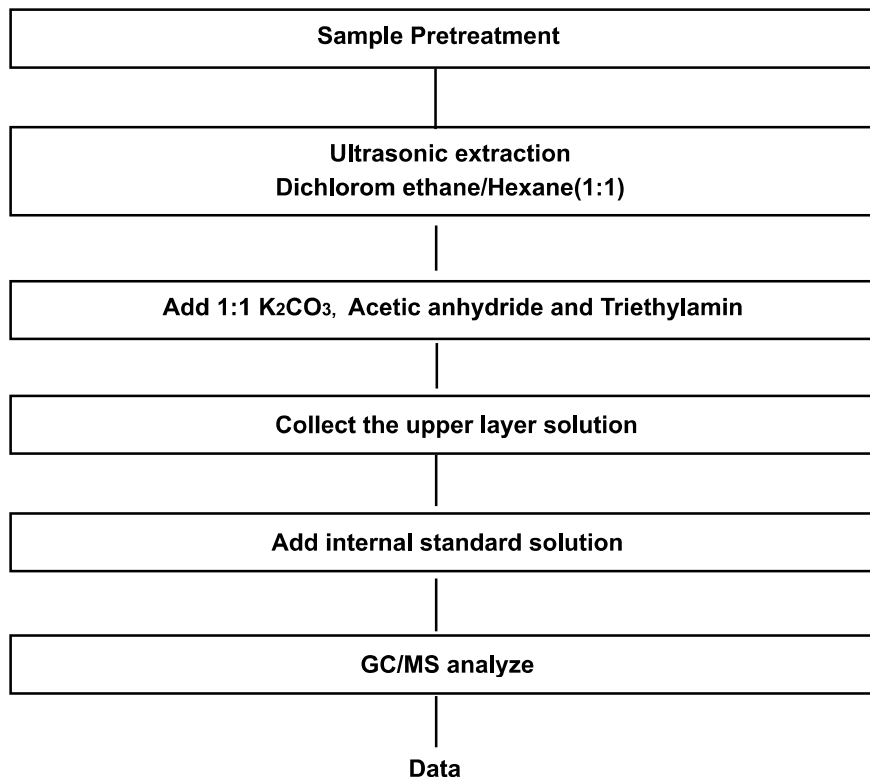 Sample Pretreatment
Ultrasonic extraction
Dichlorom ethane/Hexane(1:1)
Add 1:1 K₂CO₃, Acetic anhydride and Triethylamin
Collect the upper layer solution
Add internal standard solution
GC/MS analyze
Data